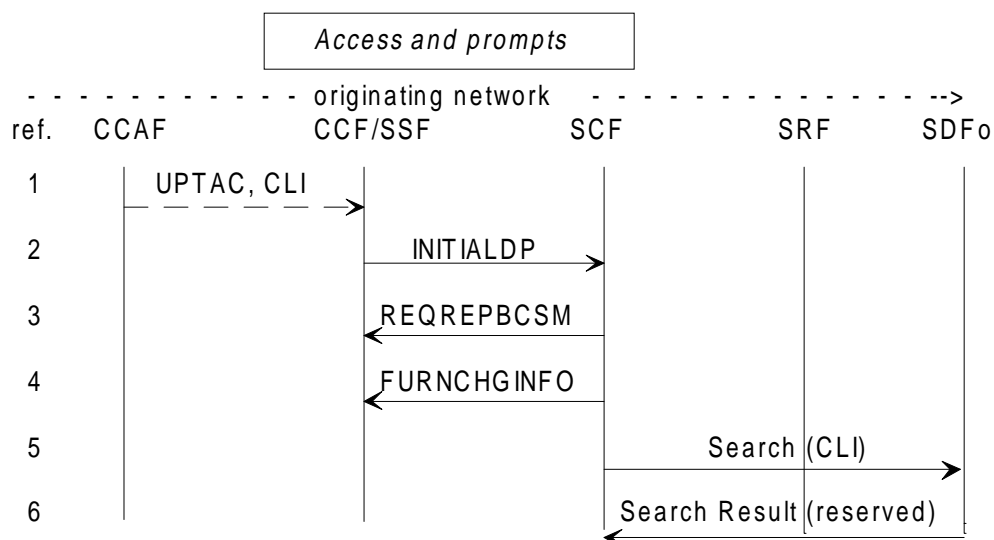 Access and prompts
- - - - - - - - - - - originating network - - - - - - - - - - - - - - -->
ref. CCAF CCF/SSF SCF SRF SDFo
1 UPTAC, CLI
2 INITIALDP
3 REQREPBCSM
4 FURNCHGINFO
5 Search (CLI)
6 Search Result (reserved)